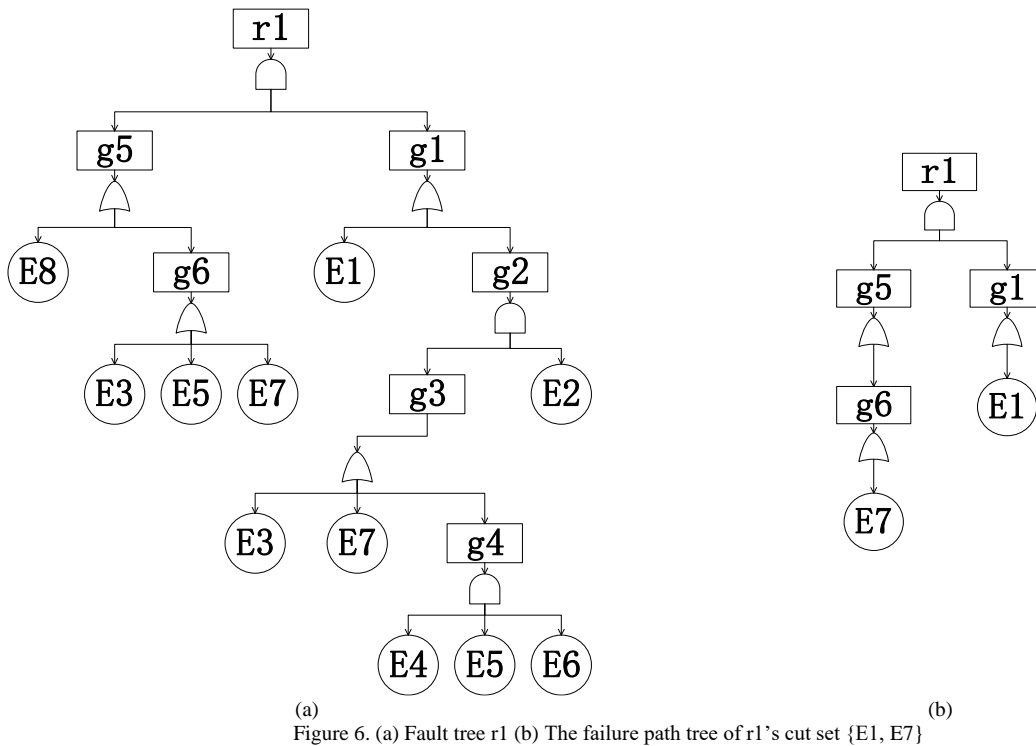 r1
g5 g1
E8 g6 E1 g2
E3 E5 E7 g3 E2
E3 E7 g4
E4 E5 E6
(a)
r1
g5 g1
g6 E1
E7
(b)
Figure 6. (a) Fault tree r1 (b) The failure path tree of r1’s cut set {E1, E7}